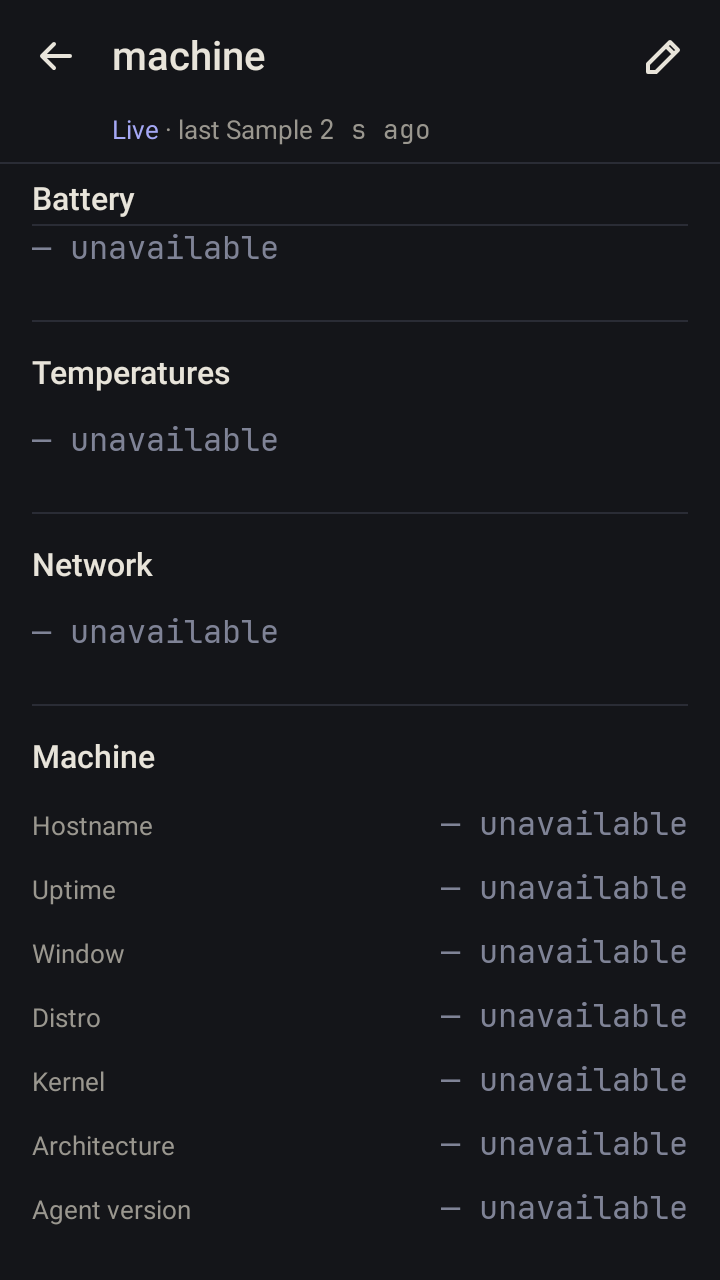 machine
Live · last Sample 2 s ago
Battery
— unavailable
Temperatures
— unavailable
Network
— unavailable
Machine
Hostname — unavailable
Uptime — unavailable
Window — unavailable
Distro — unavailable
Kernel — unavailable
Architecture — unavailable
Agent version — unavailable